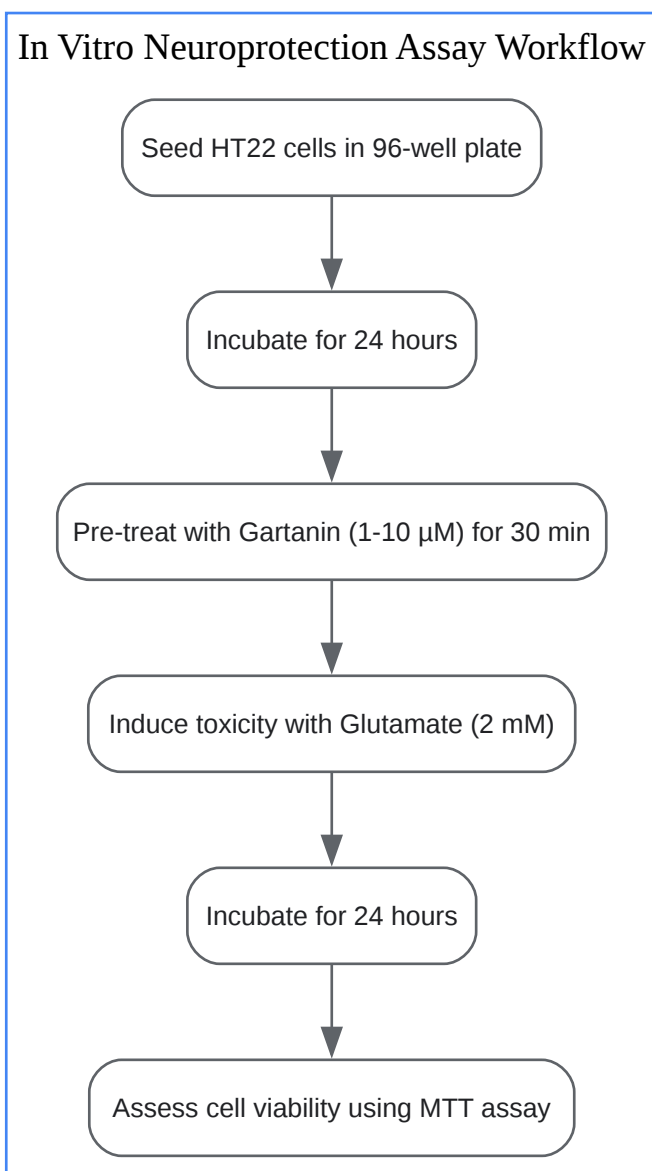 In Vitro Neuroprotection Assay Workflow
Seed HT22 cells in 96-well plate
Incubate for 24 hours
Pre-treat with Gartanin (1-10 µM) for 30 min
Induce toxicity with Glutamate (2 mM)
Incubate for 24 hours
Assess cell viability using MTT assay